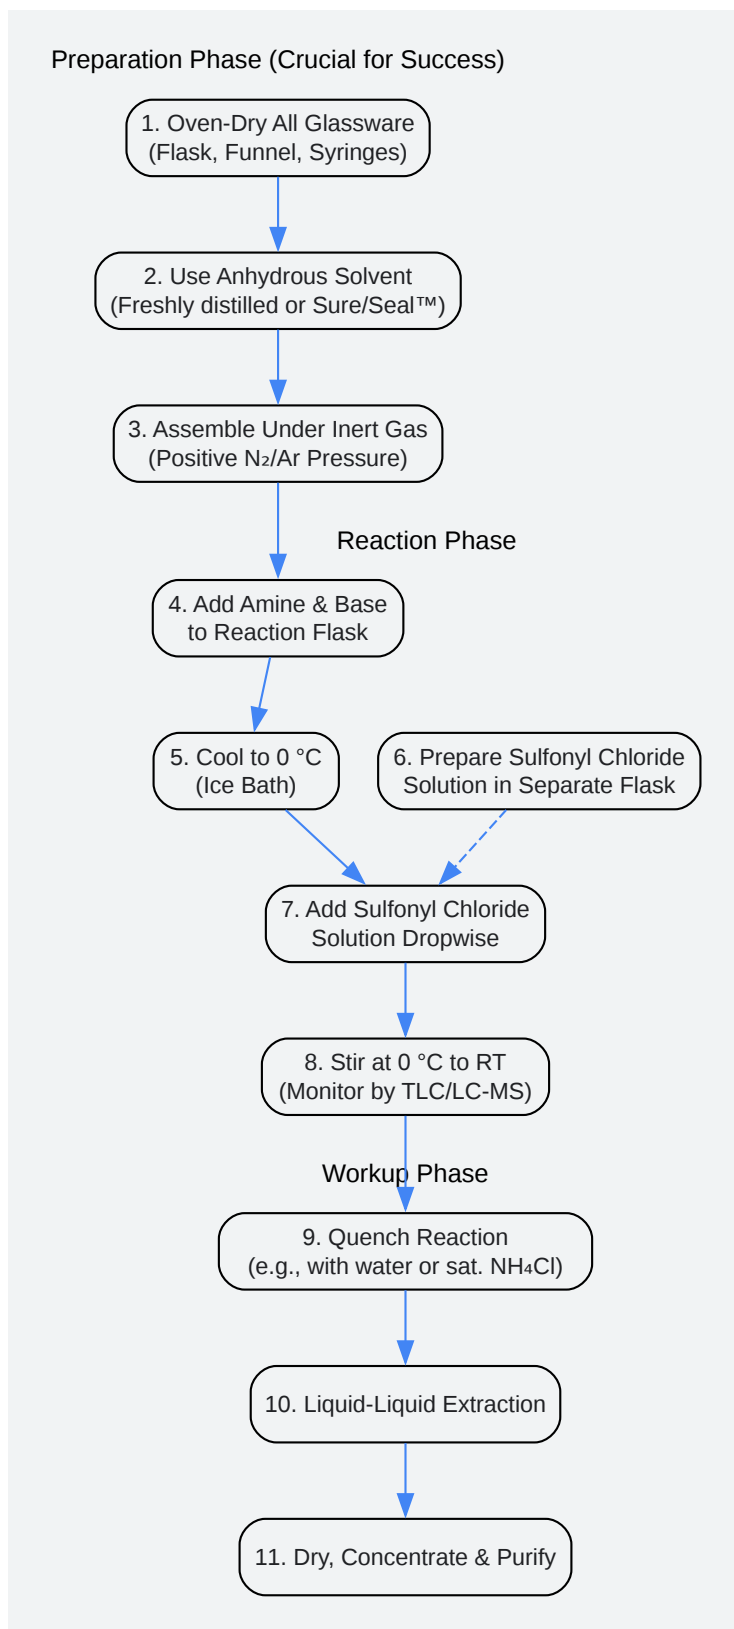 Preparation Phase (Crucial for Success)
1. Oven-Dry All Glassware
(Flask, Funnel, Syringes)
2. Use Anhydrous Solvent
(Freshly distilled or Sure/Seal™)
3. Assemble Under Inert Gas
(Positive N₂/Ar Pressure)
Reaction Phase
4. Add Amine & Base
to Reaction Flask
5. Cool to 0 °C
(Ice Bath)
6. Prepare Sulfonyl Chloride
Solution in Separate Flask
7. Add Sulfonyl Chloride
Solution Dropwise
8. Stir at 0 °C to RT
(Monitor by TLC/LC-MS)
Workup Phase
9. Quench Reaction
(e.g., with water or sat. NH₄Cl)
10. Liquid-Liquid Extraction
11. Dry, Concentrate & Purify